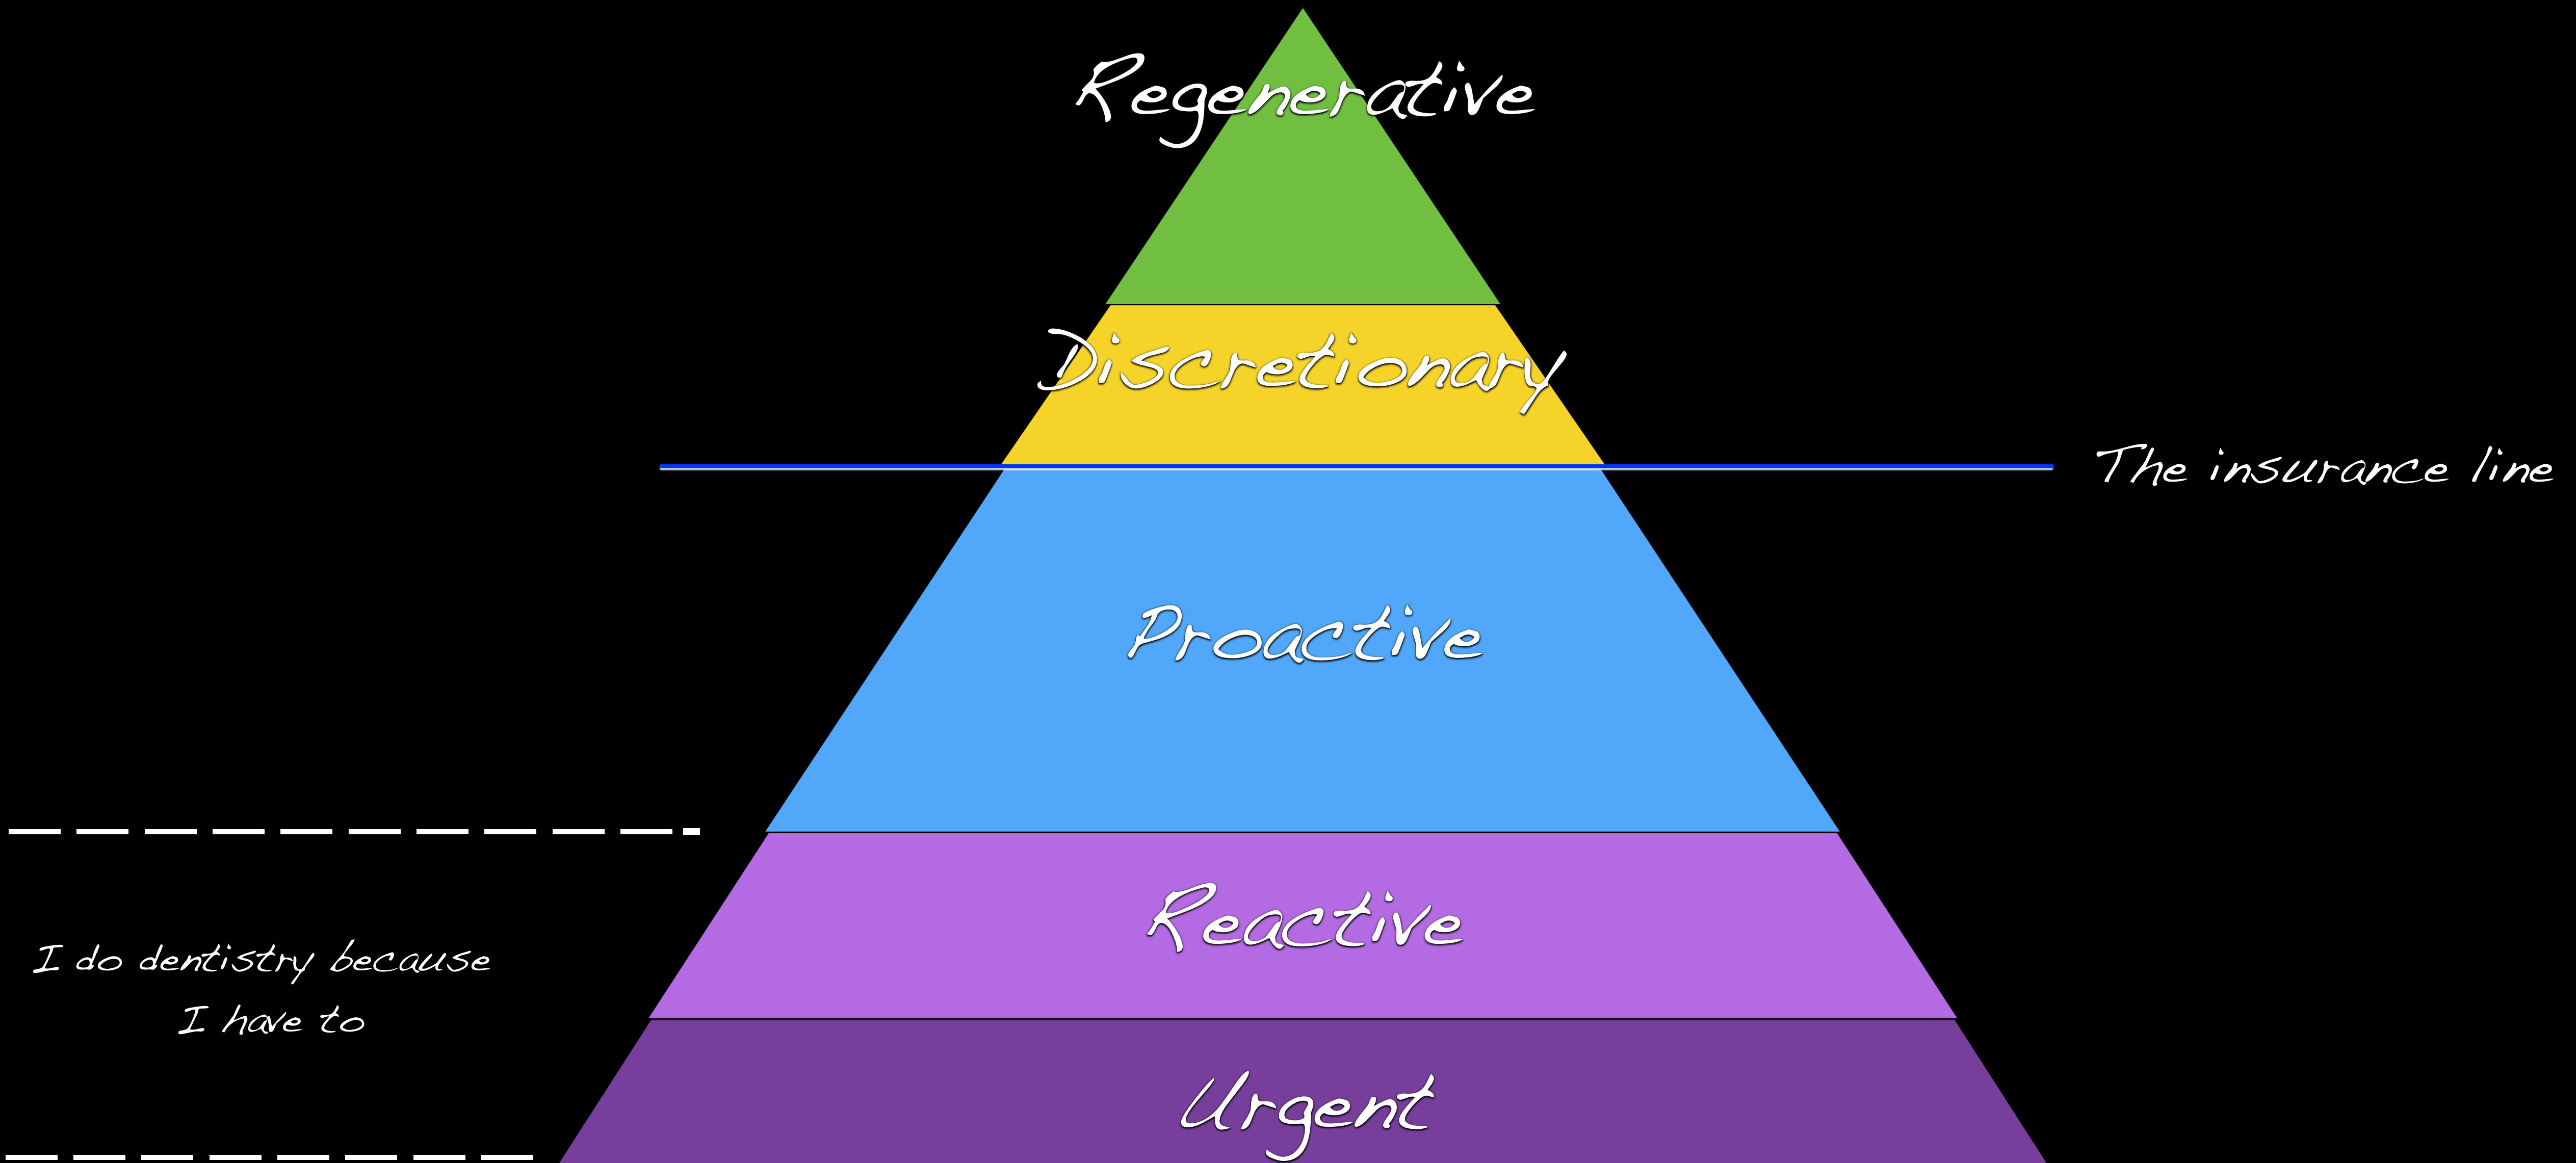 Regenerative
Discretionary
The insurance line
Proactive
Reactive
I do dentistry because
I have to
Urgent